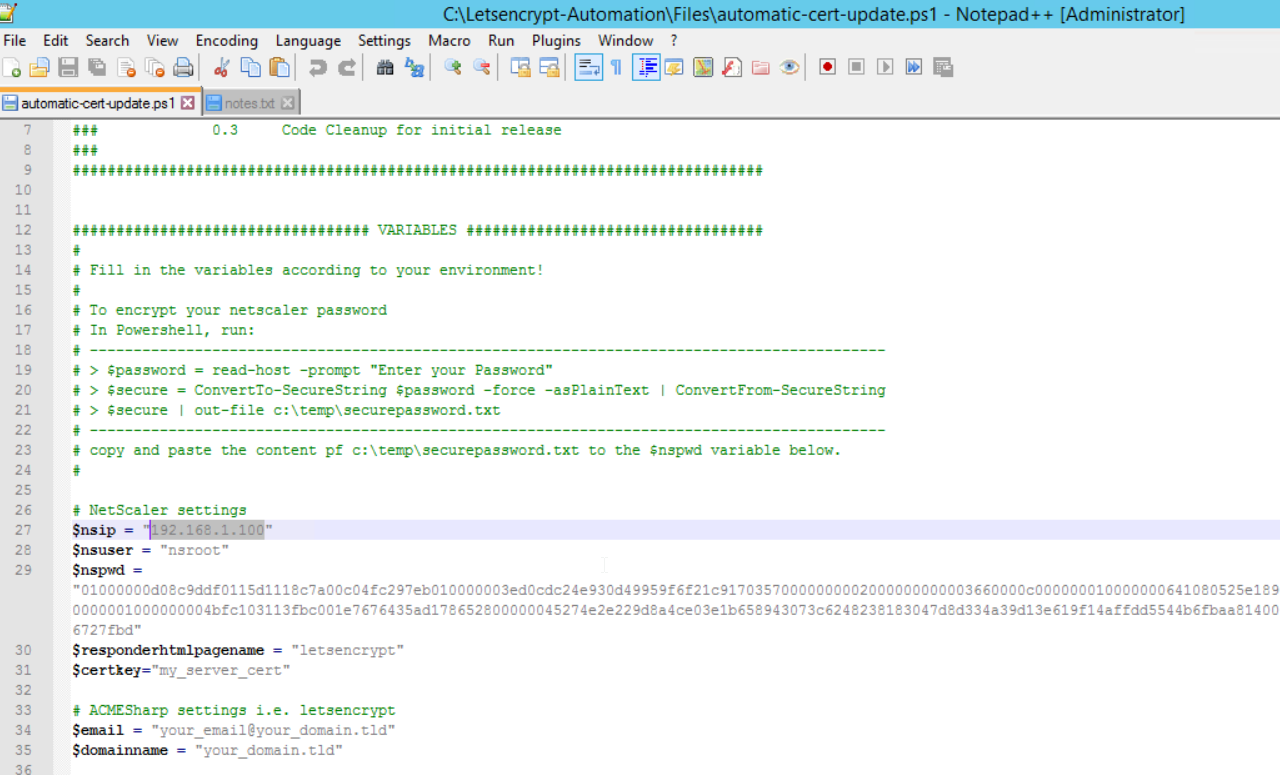 C:\Letsencrypt-Automation\Files\automatic-cert-update.ps1 - Notepad++ [Administrator]
File Edit Search View Encoding Language Settings Macro Run Plugins Window ?
automatic-cert-update.ps1 notes.txt
7 ### 0.3 Code Cleanup for initial release
8 ###
9 ###############################################################################
10
11
12 ################################## VARIABLES ##################################
13 #
14 # Fill in the variables according to your environment!
15 #
16 # To encrypt your netscaler password
17 # In Powershell, run:
18 # -------------------------------------------------------------------------------------------
19 # > $password = read-host -prompt "Enter your Password"
20 # > $secure = ConvertTo-SecureString $password -force -asPlainText | ConvertFrom-SecureString
21 # > $secure | out-file c:\temp\securepassword.txt
22 # -------------------------------------------------------------------------------------------
23 # copy and paste the content pf c:\temp\securepassword.txt to the $nspwd variable below.
24 #
25
26 # NetScaler settings
27 $nsip = "192.168.1.100"
28 $nsuser = "nsroot"
29 $nspwd =
"01000000d08c9ddf0115d1118c7a00c04fc297eb010000003ed0cdc24e930d49959f6f21c91703570000000002000000000003660000c00000001000000064108052 5e189
0000001000000004bfc103113fbc001e7676435ad178652800000045274e2e229d8a4ce03e1b658943073c6248238183047d8d334a39d13e619f14affdd5544b6fbaa81400
6727fbd"
30 $responderhtmlpagename = "letsencrypt"
31 $certkey="my_server_cert"
32
33 # ACMESharp settings i.e. letsencrypt
34 $email = "your_email@your_domain.tld"
35 $domainname = "your_domain.tld"
36